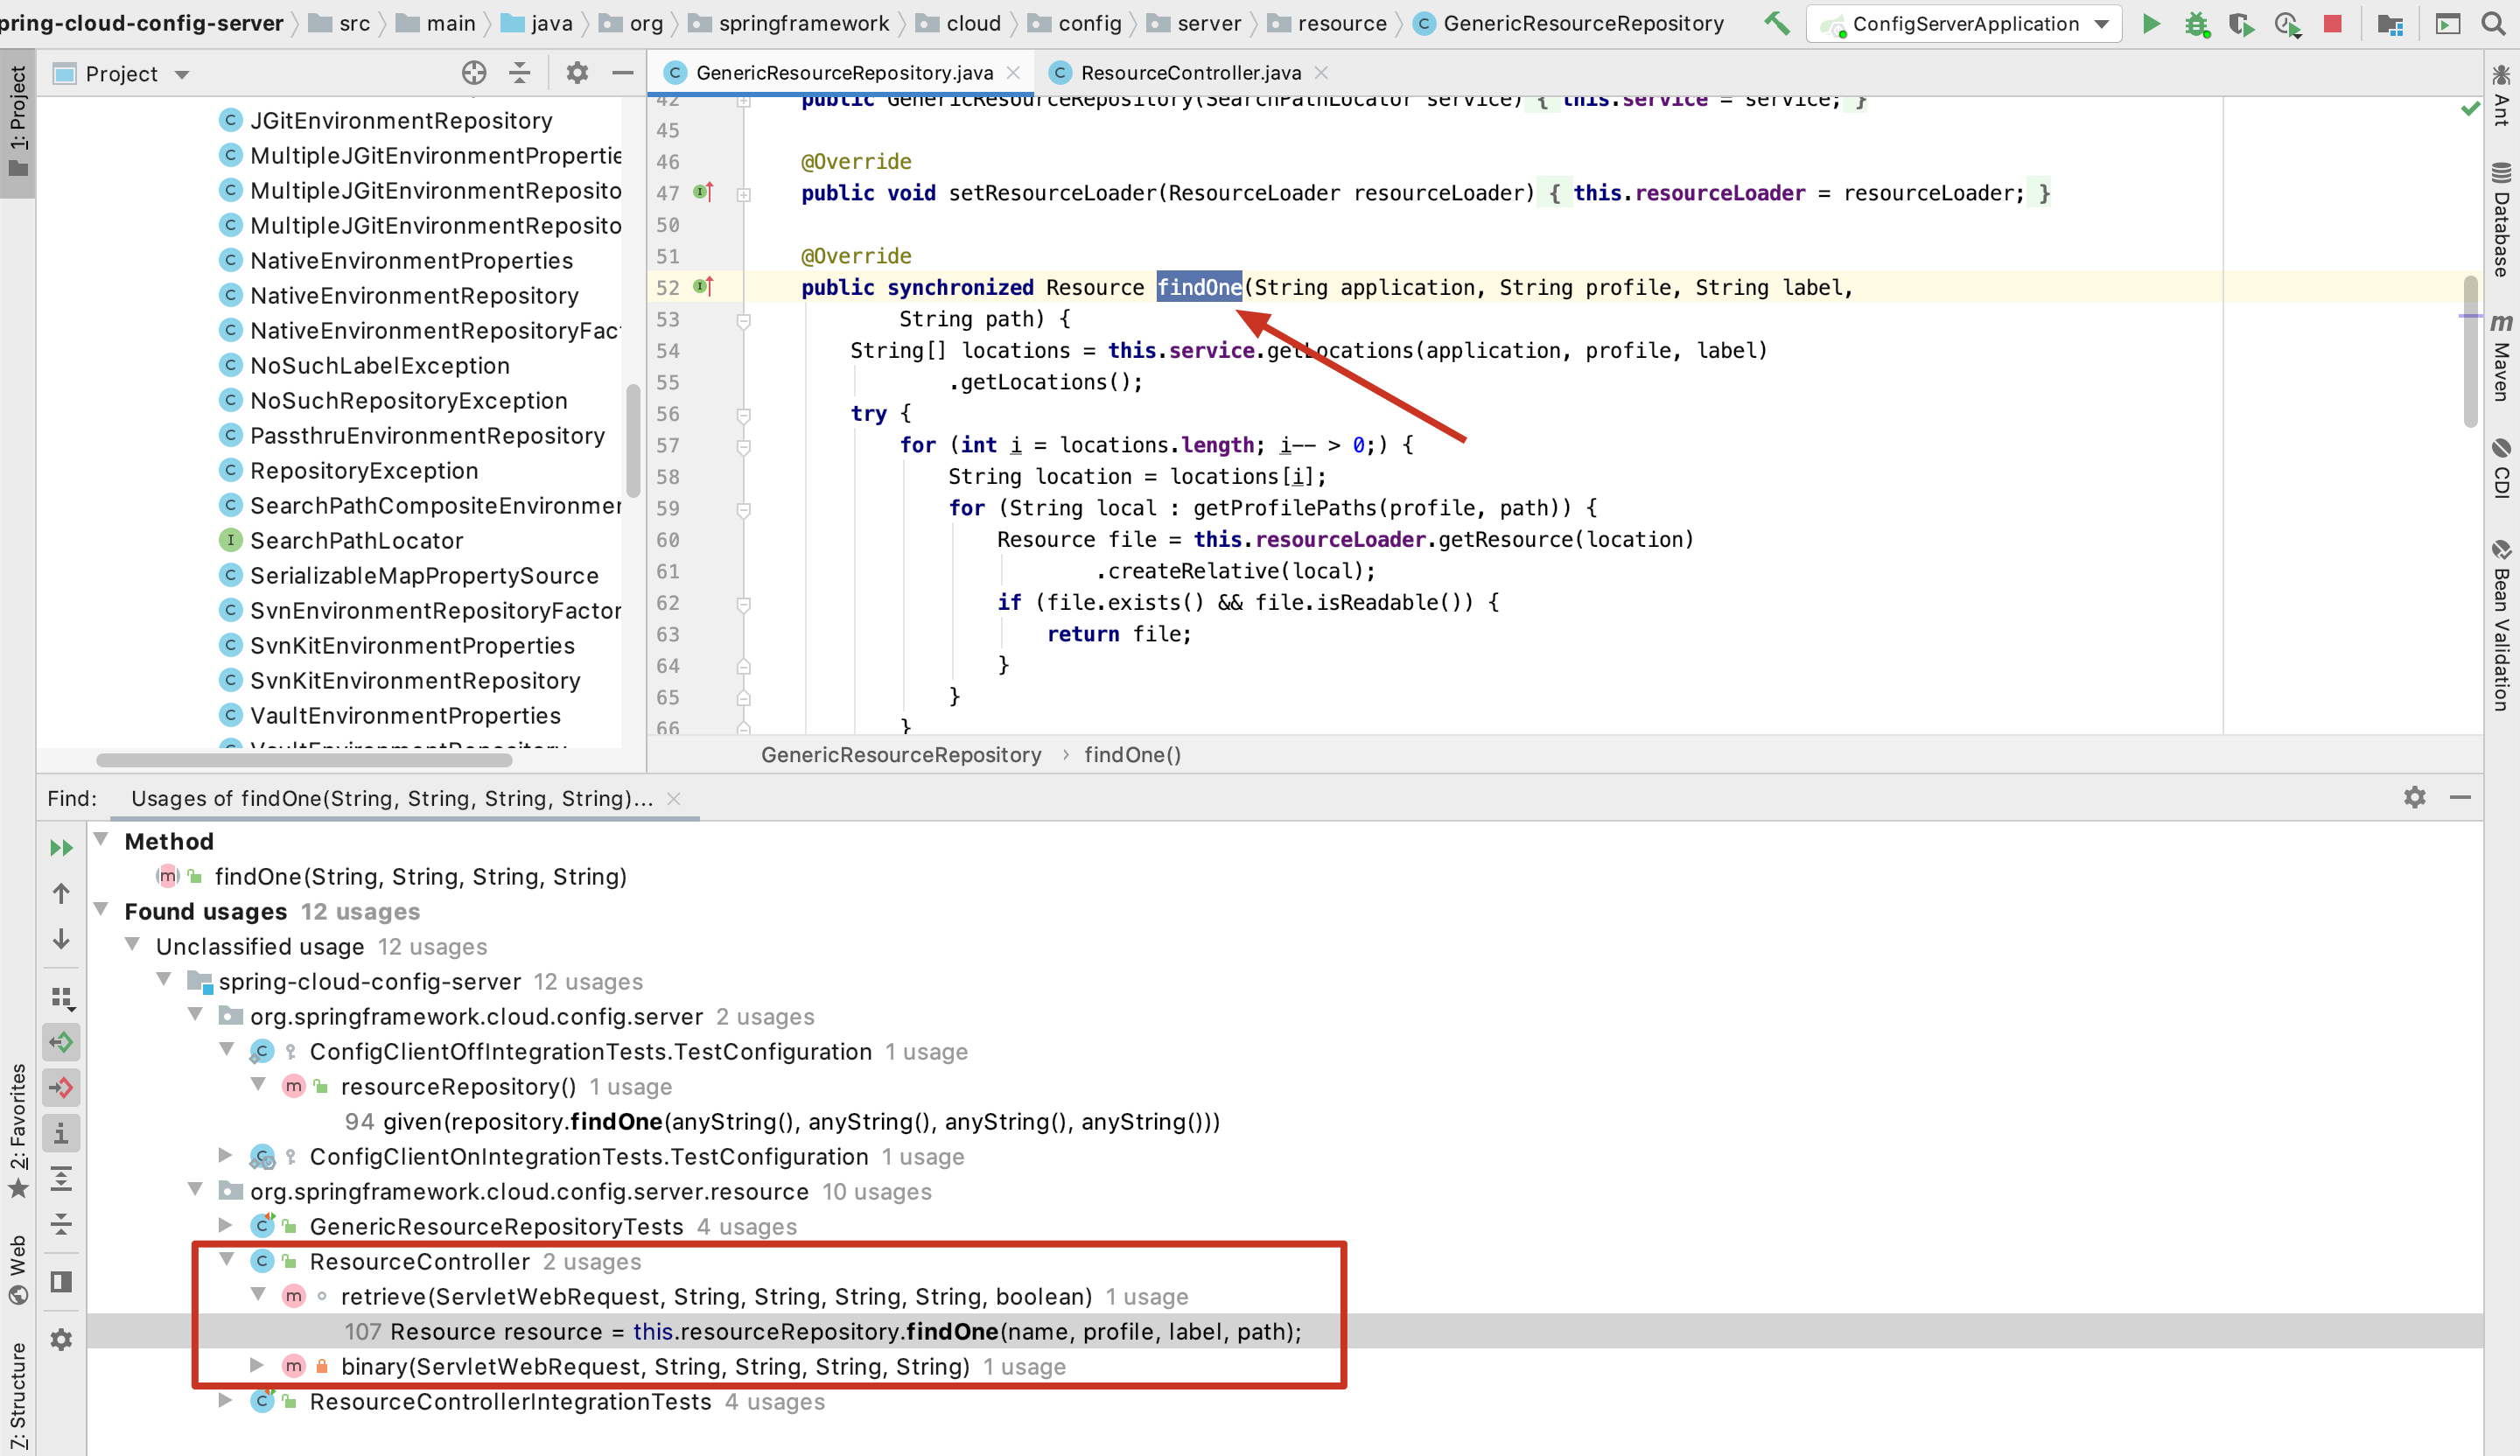 pring-cloud-config-server src main java org springframework cloud config server resource GenericResourceRepository ConfigServerApplication
1: Project
Project
JGitEnvironmentRepository
MultipleJGitEnvironmentPropertie
MultipleJGitEnvironmentReposito
MultipleJGitEnvironmentReposito
NativeEnvironmentProperties
NativeEnvironmentRepository
NativeEnvironmentRepositoryFac
NoSuchLabelException
NoSuchRepositoryException
PassthruEnvironmentRepository
RepositoryException
SearchPathCompositeEnvironmen
SearchPathLocator
SerializableMapPropertySource
SvnEnvironmentRepositoryFactor
SvnKitEnvironmentProperties
SvnKitEnvironmentRepository
VaultEnvironmentProperties
VaultEnvironmentRepository
GenericResourceRepository.java ResourceController.java
42 public GenericResourceRepository(SearchPathLocator service) { this.service = service; }
45
46 @Override
47 public void setResourceLoader(ResourceLoader resourceLoader) { this.resourceLoader = resourceLoader; }
50
51 @Override
52 public synchronized Resource findOne(String application, String profile, String label,
53 String path) {
54 String[] locations = this.service.getLocations(application, profile, label)
55 .getLocations();
56 try {
57 for (int i = locations.length; i-- > 0;) {
58 String location = locations[i];
59 for (String local : getProfilePaths(profile, path)) {
60 Resource file = this.resourceLoader.getResource(location)
61 .createRelative(local);
62 if (file.exists() && file.isReadable()) {
63 return file;
64 }
65 }
66 }
GenericResourceRepository › findOne()
Ant
Database
m Maven
CDI
Bean Validation
Find: Usages of findOne(String, String, String, String)...
Method
m findOne(String, String, String, String)
Found usages 12 usages
Unclassified usage 12 usages
spring-cloud-config-server 12 usages
org.springframework.cloud.config.server 2 usages
ConfigClientOffIntegrationTests.TestConfiguration 1 usage
m resourceRepository() 1 usage
94 given(repository.findOne(anyString(), anyString(), anyString(), anyString()))
ConfigClientOnIntegrationTests.TestConfiguration 1 usage
org.springframework.cloud.config.server.resource 10 usages
GenericResourceRepositoryTests 4 usages
ResourceController 2 usages
m retrieve(ServletWebRequest, String, String, String, String, boolean) 1 usage
107 Resource resource = this.resourceRepository.findOne(name, profile, label, path);
m binary(ServletWebRequest, String, String, String, String) 1 usage
ResourceControllerIntegrationTests 4 usages
2: Favorites
Web
7: Structure